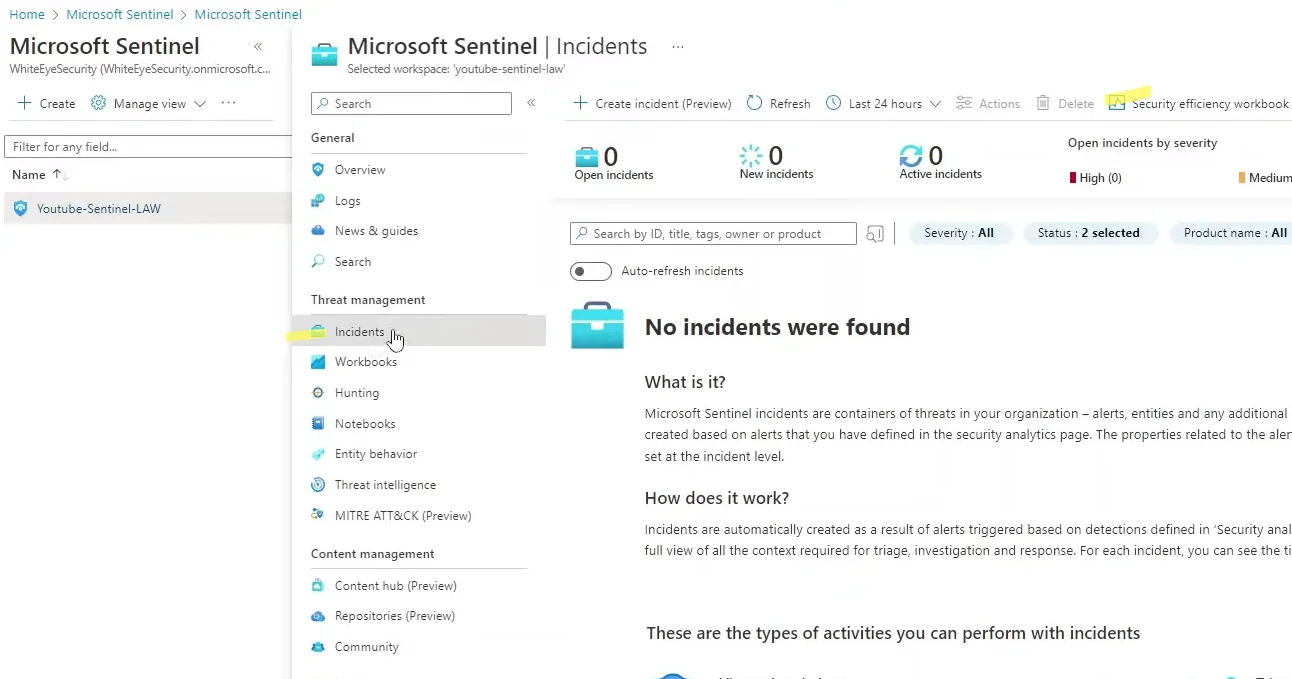 Home > Microsoft Sentinel > Microsoft Sentinel
Microsoft Sentinel «
WhiteEyeSecurity (WhiteEyeSecurity.onmicrosoft.c...
+ Create Manage view ...
Filter for any field...
Name ↑↓
Youtube-Sentinel-LAW
Microsoft Sentinel | Incidents ...
Selected workspace: 'youtube-sentinel-law'
Search «
General
Overview
Logs
News & guides
Search
Threat management
Incidents
Workbooks
Hunting
Notebooks
Entity behavior
Threat intelligence
MITRE ATT&CK (Preview)
Content management
Content hub (Preview)
Repositories (Preview)
Community
+ Create incident (Preview) Refresh Last 24 hours Actions Delete Security efficiency workbook
0 Open incidents
0 New incidents
0 Active incidents
Open incidents by severity
High (0) Medium
Search by ID, title, tags, owner or product Severity : All Status : 2 selected Product name : All
Auto-refresh incidents
No incidents were found
What is it?
Microsoft Sentinel incidents are containers of threats in your organization – alerts, entities and any additional
created based on alerts that you have defined in the security analytics page. The properties related to the aler
set at the incident level.
How does it work?
Incidents are automatically created as a result of alerts triggered based on detections defined in 'Security anal
full view of all the context required for triage, investigation and response. For each incident, you can see the ti
These are the types of activities you can perform with incidents